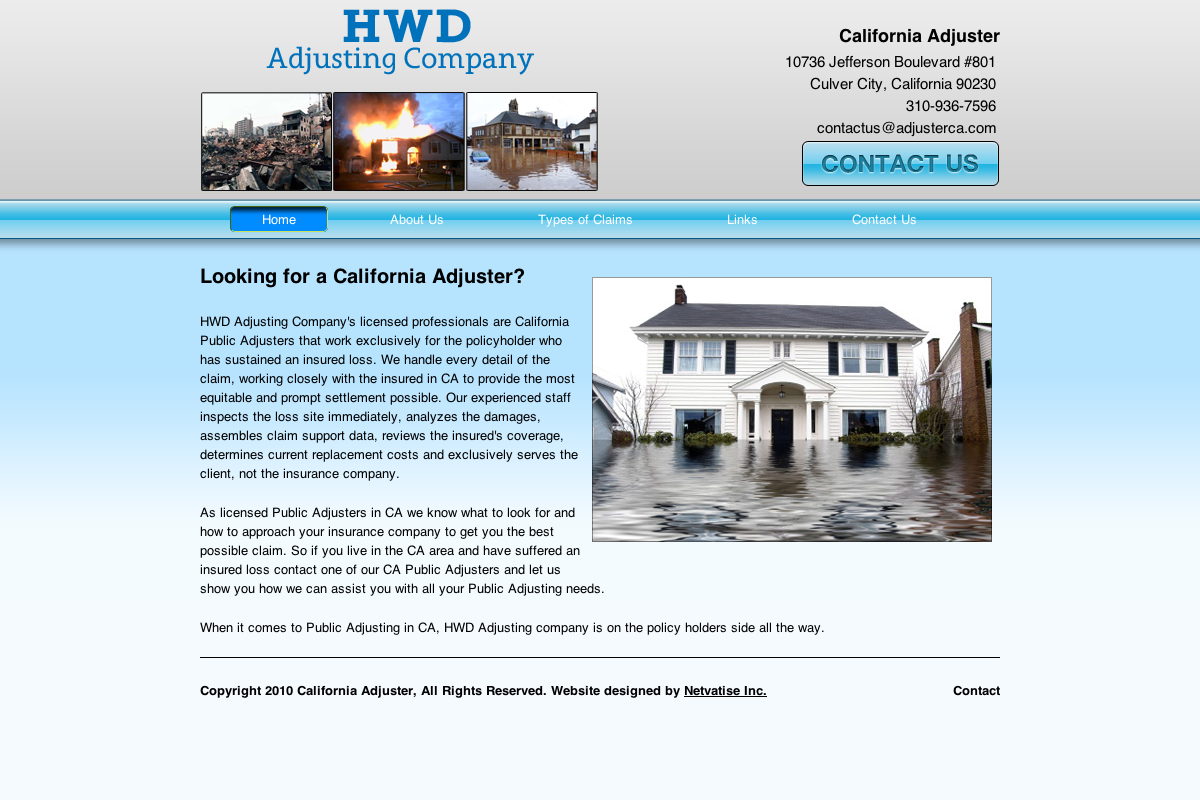 HWD
Adjusting Company
California Adjuster
10736 Jefferson Boulevard #801
Culver City, California 90230
310-936-7596
contactus@adjusterca.com
CONTACT US
Home
About Us
Types of Claims
Links
Contact Us
Looking for a California Adjuster?
HWD Adjusting Company's licensed professionals are California
Public Adjusters that work exclusively for the policyholder who
has sustained an insured loss. We handle every detail of the
claim, working closely with the insured in CA to provide the most
equitable and prompt settlement possible. Our experienced staff
inspects the loss site immediately, analyzes the damages,
assembles claim support data, reviews the insured's coverage,
determines current replacement costs and exclusively serves the
client, not the insurance company.
As licensed Public Adjusters in CA we know what to look for and
how to approach your insurance company to get you the best
possible claim. So if you live in the CA area and have suffered an
insured loss contact one of our CA Public Adjusters and let us
show you how we can assist you with all your Public Adjusting needs.
When it comes to Public Adjusting in CA, HWD Adjusting company is on the policy holders side all the way.
Copyright 2010 California Adjuster, All Rights Reserved. Website designed by Netvatise Inc.
Contact